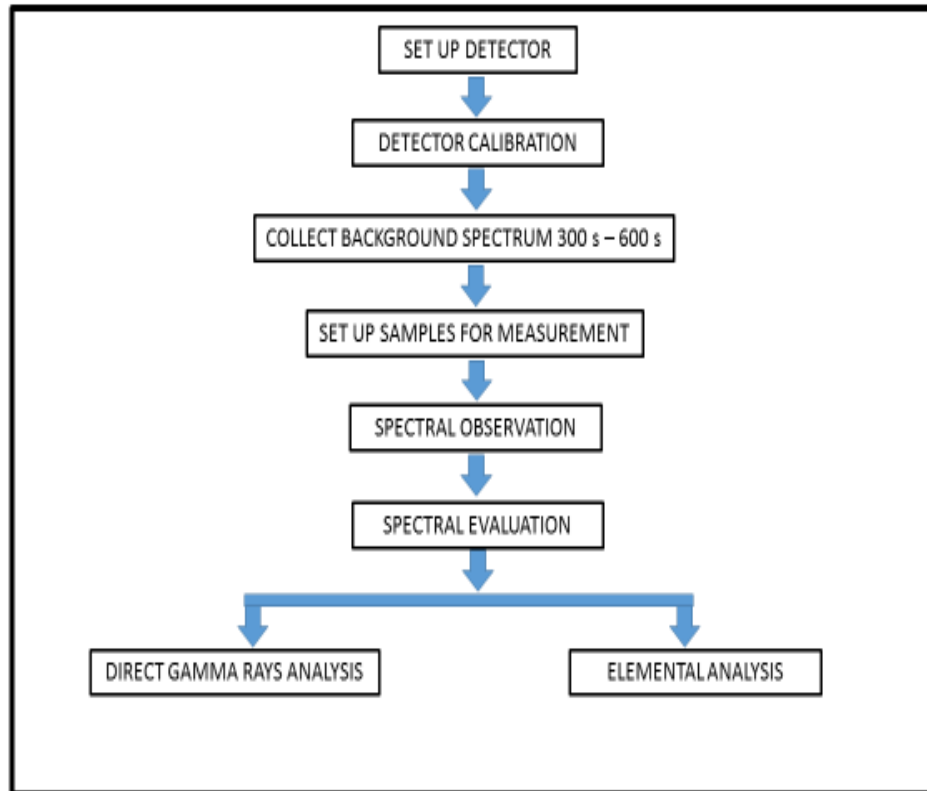 SET UP DETECTOR
DETECTOR CALIBRATION
COLLECT BACKGROUND SPECTRUM 300 s – 600 s
SET UP SAMPLES FOR MEASUREMENT
SPECTRAL OBSERVATION
SPECTRAL EVALUATION
DIRECT GAMMA RAYS ANALYSIS
ELEMENTAL ANALYSIS